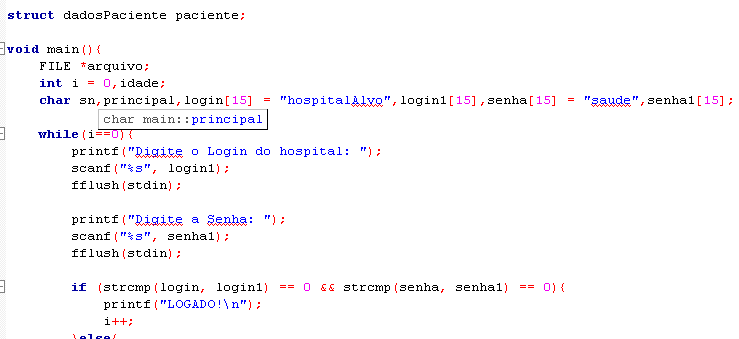 struct dadosPaciente paciente;
void main(){
FILE *arquivo;
int i = 0,idade;
char sn,principal,login[15] = "hospitalAlvo",login1[15],senha[15] = "saude",senha1[15];
char main::principal
while(i==0){
printf("Digite o Login do hospital: ");
scanf("%s", login1);
fflush(stdin);
printf("Digite a Senha: ");
scanf("%s", senha1);
fflush(stdin);
if (strcmp(login, login1) == 0 && strcmp(senha, senha1) == 0){
printf("LOGADO!\n");
i++;
}else{